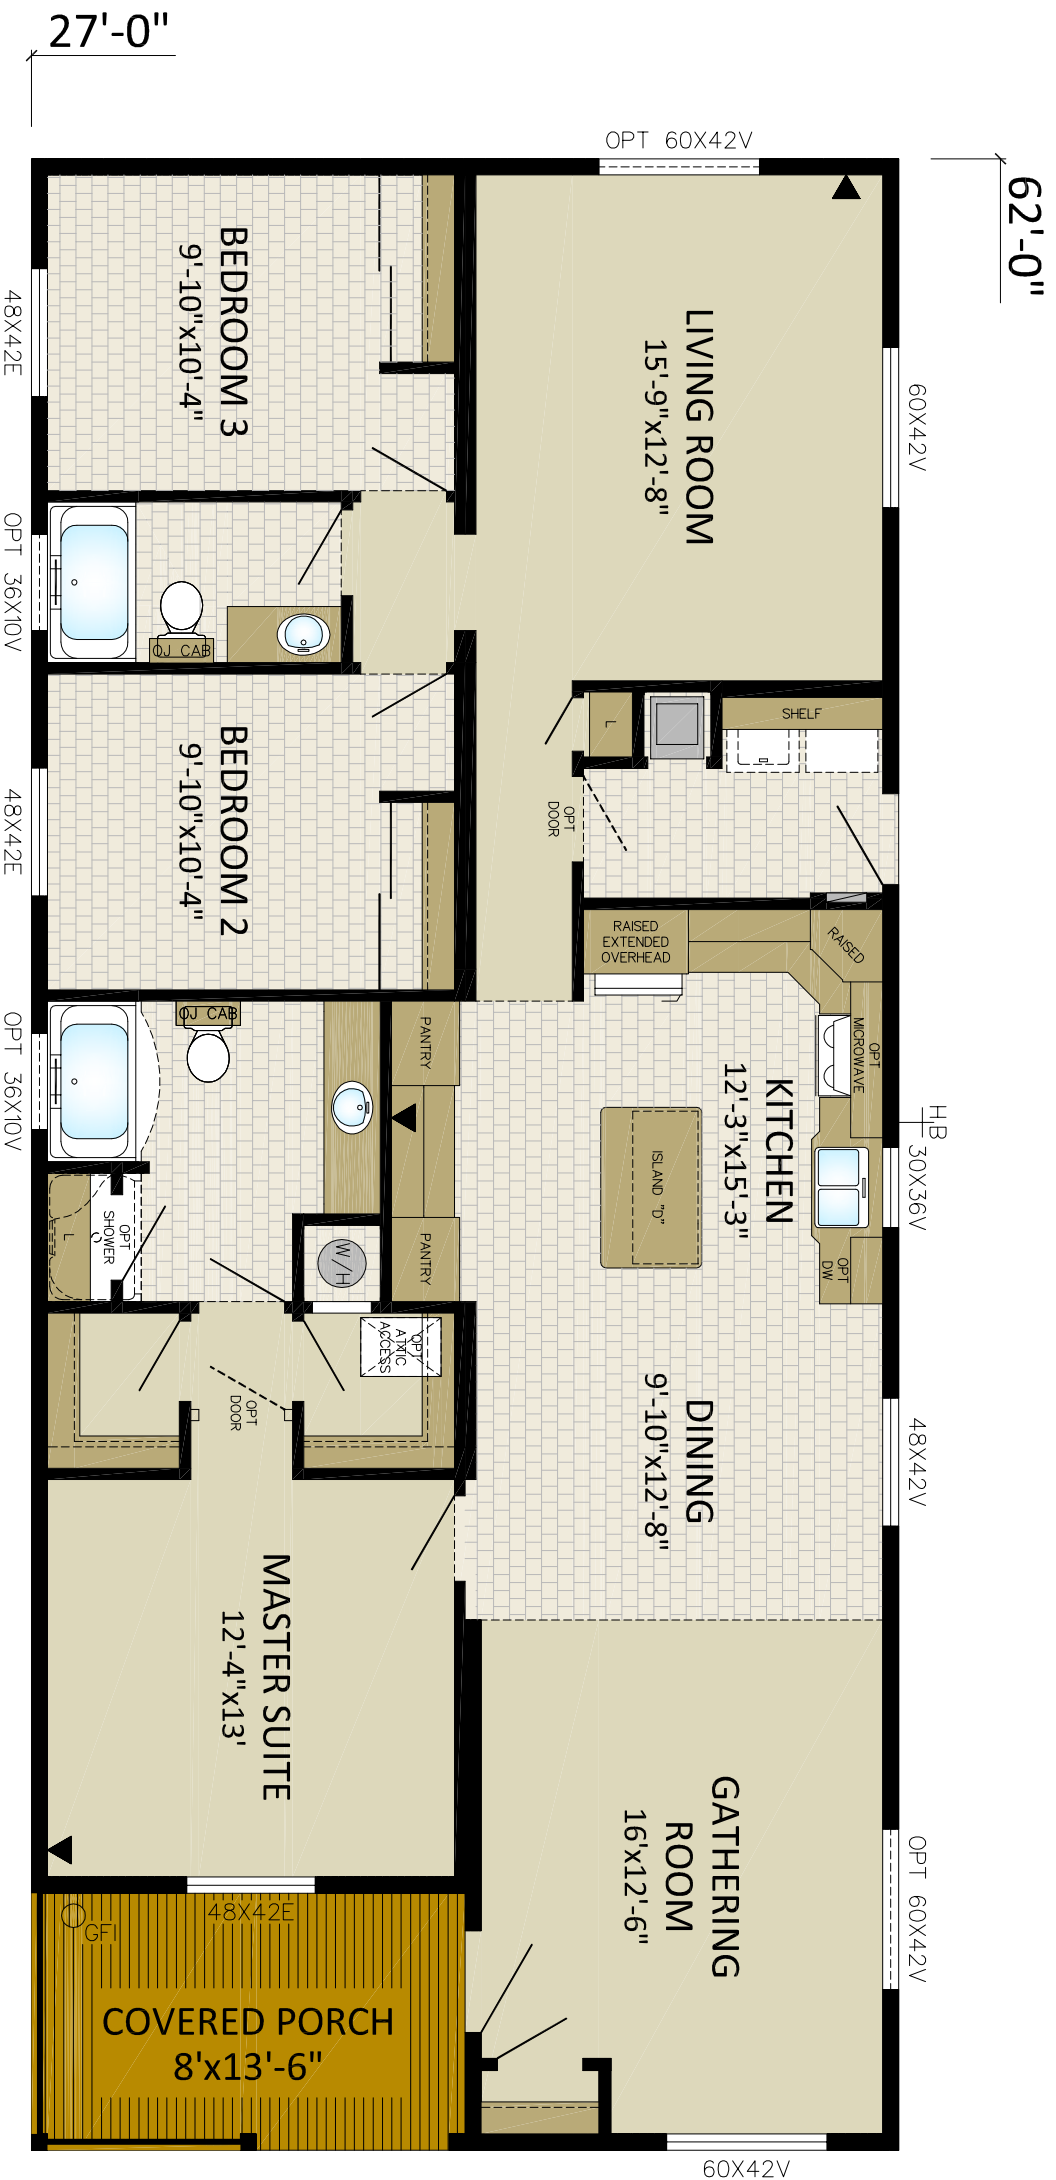 27'-0"
62'-0"
OPT 60X42V
BEDROOM 3
9'-10"x10'-4"
48X42E
LIVING ROOM
15'-9"x12'-8"
60X42V
OPT 36X10V
OJ CAB
BEDROOM 2
9'-10"x10'-4"
48X42E
L
SHELF
OPT
DOOR
RAISED
EXTENDED
OVERHEAD
RAISED
OPT
MICROWAVE
OJ CAB
OPT 36X10V
PANTRY
KITCHEN
12'-3"x15'-3"
HB
30X36V
ISLAND "D"
OPT
SHOWER
L
W/H
PANTRY
OPT
DW
OPT
ATTIC
ACCESS
OPT
DOOR
DINING
9'-10"x12'-8"
48X42V
MASTER SUITE
12'-4"x13'
GATHERING
ROOM
16'x12'-6"
OPT 60X42V
48X42E
GFI
COVERED PORCH
8'x13'-6"
60X42V